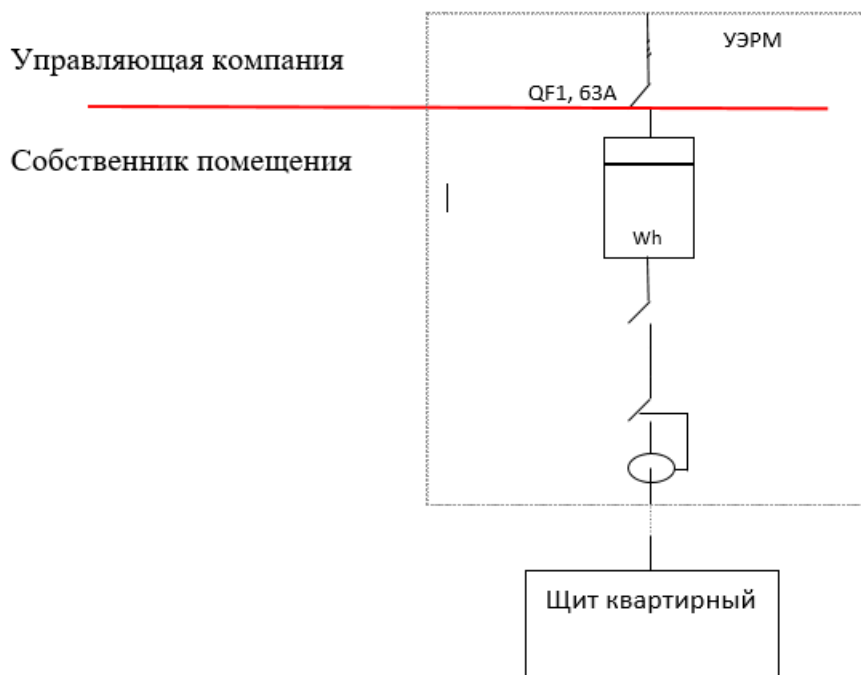 УЭРМ
Управляющая компания
QF1, 63А
Собственник помещения
Wh
Щит квартирный